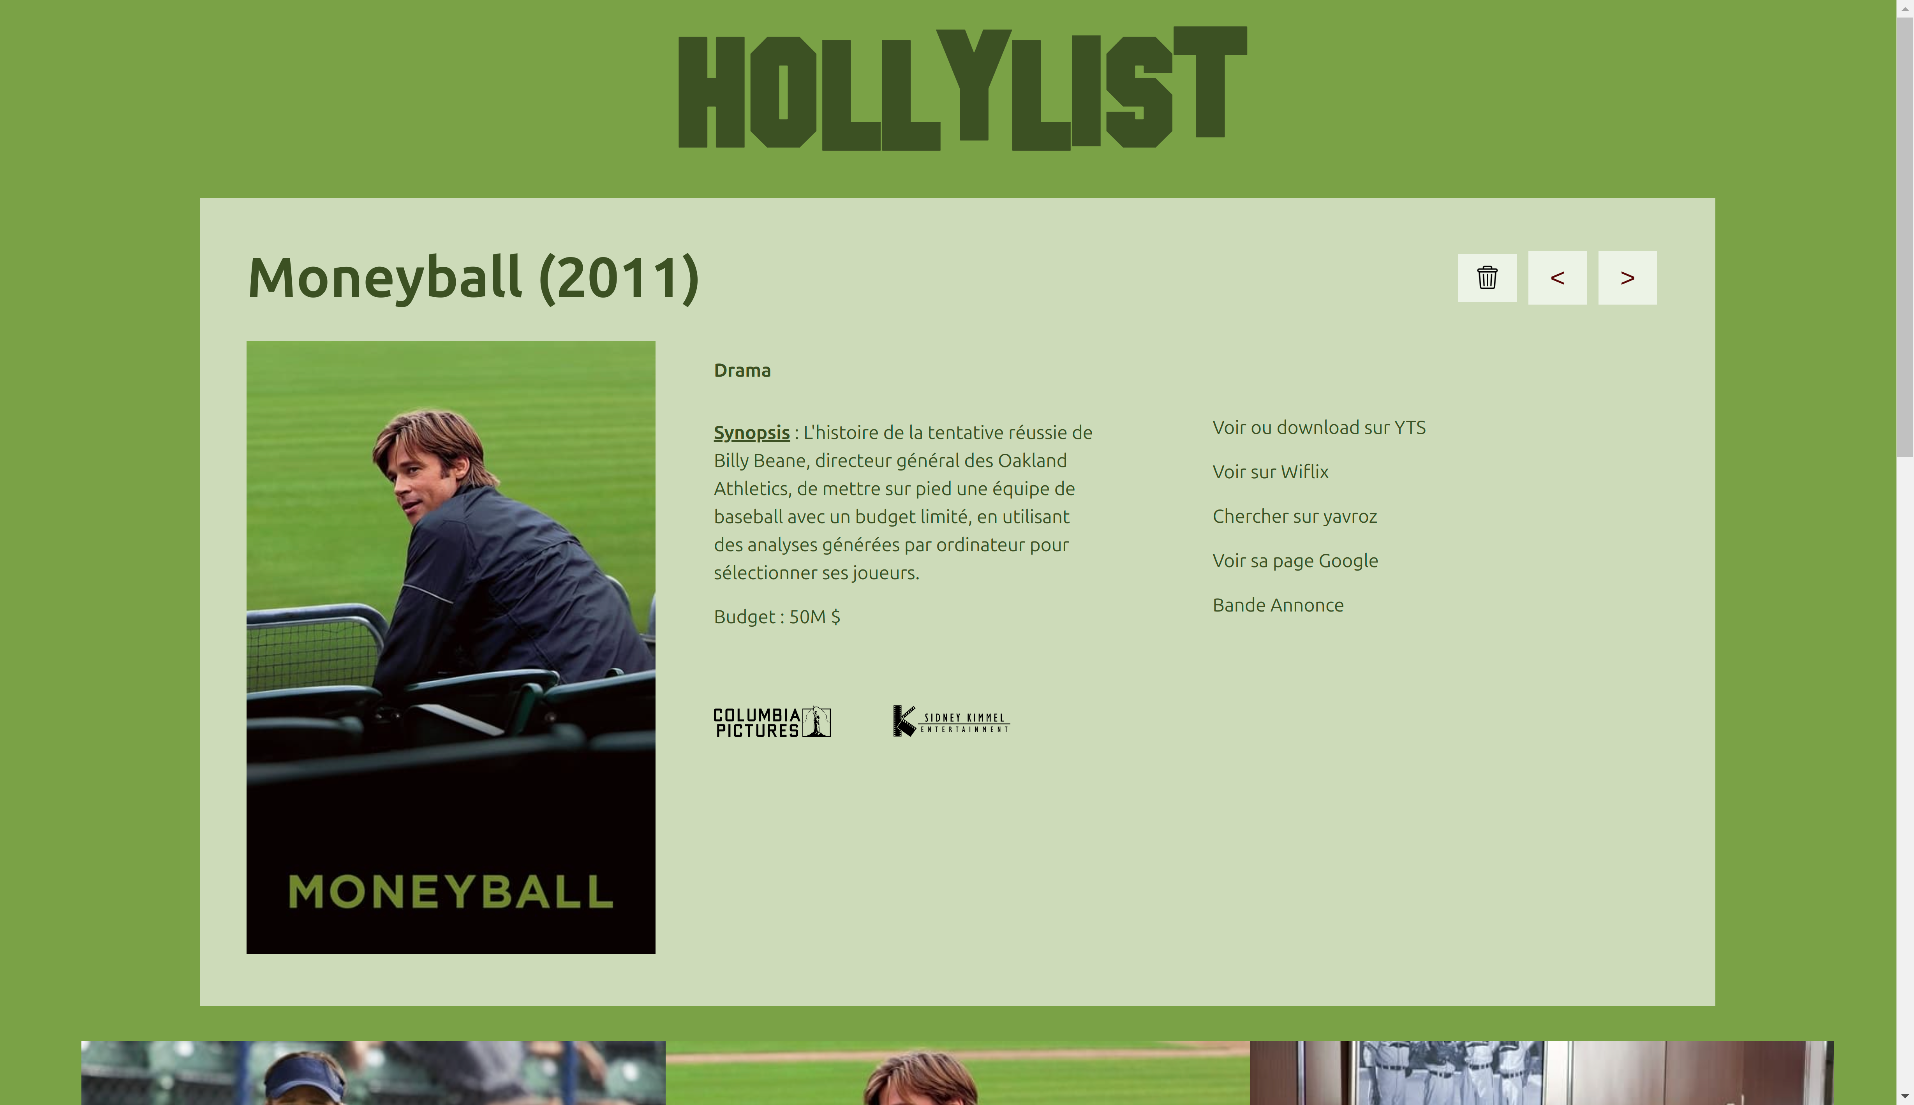 HOLLYLIST
Moneyball (2011)
< >
Drama
Synopsis : L'histoire de la tentative réussie de
Billy Beane, directeur général des Oakland
Athletics, de mettre sur pied une équipe de
baseball avec un budget limité, en utilisant
des analyses générées par ordinateur pour
sélectionner ses joueurs.
Budget : 50M $
COLUMBIA
PICTURES
K SIDNEY KIMMEL
ENTERTAINMENT
Voir ou download sur YTS
Voir sur Wiflix
Chercher sur yavroz
Voir sa page Google
Bande Annonce
MONEYBALL